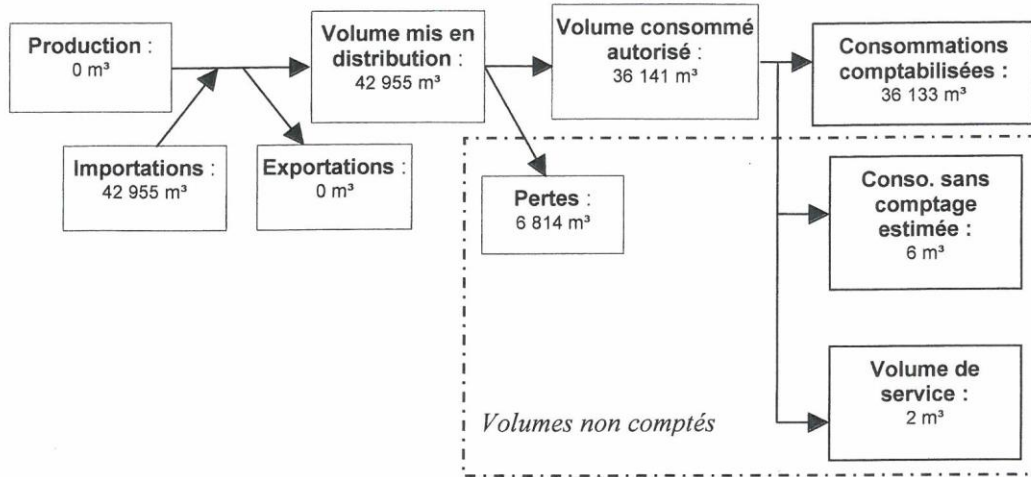 Production :
0 m³
Volume mis en
distribution :
42 955 m³
Volume consommé
autorisé :
36 141 m³
Consommations
comptabilisées :
36 133 m³
Importations :
42 955 m³
Exportations :
0 m³
Pertes :
6 814 m³
Conso. sans
comptage
estimée :
6 m³
Volume de
service :
2 m³
Volumes non comptés